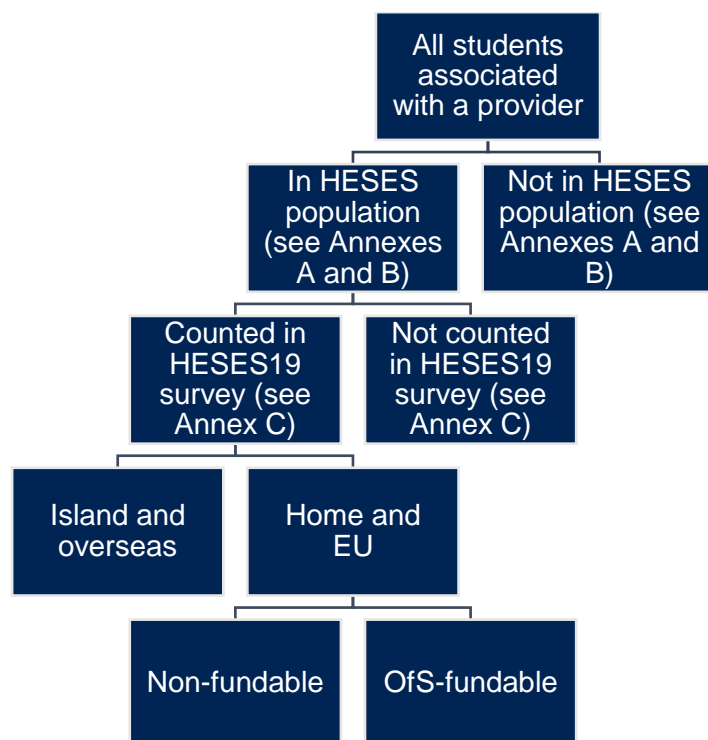 All students
associated
with a provider
In HESES
population
(see Annexes
A and B)
Not in HESES
population (see
Annexes A and
B)
Counted in
HESES19
survey (see
Annex C)
Not counted
in HESES19
survey (see
Annex C)
Island and
overseas
Home and
EU
Non-fundable
OfS-fundable